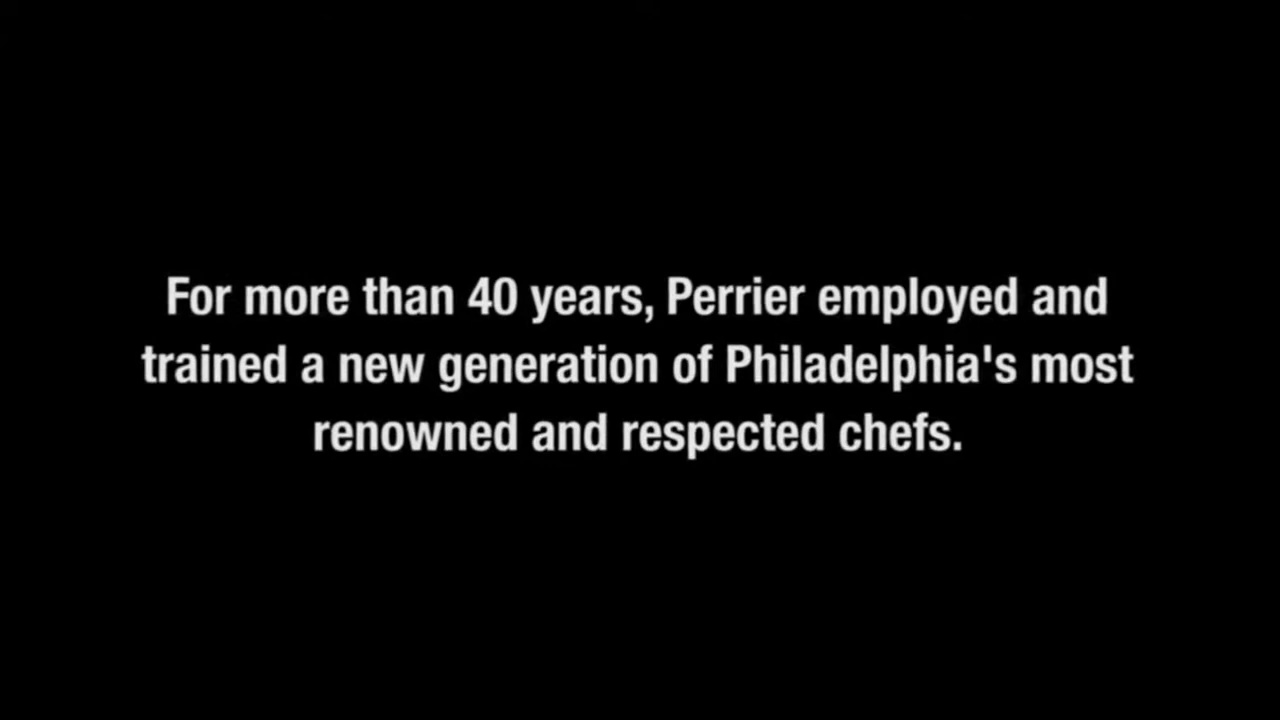 For more than 40 years, Perrier employed and
trained a new generation of Philadelphia's most
renowned and respected chefs.